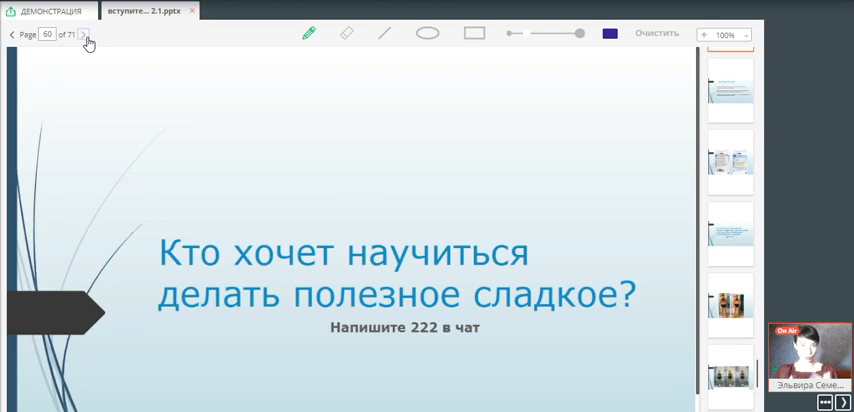 ДЕМОНСТРАЦИЯ
вступите... 2.1.pptx
Page 60 of 71
Очистить
100%
Кто хочет научиться
делать полезное сладкое?
Напишите 222 в чат
On Air
Эльвира Семе...